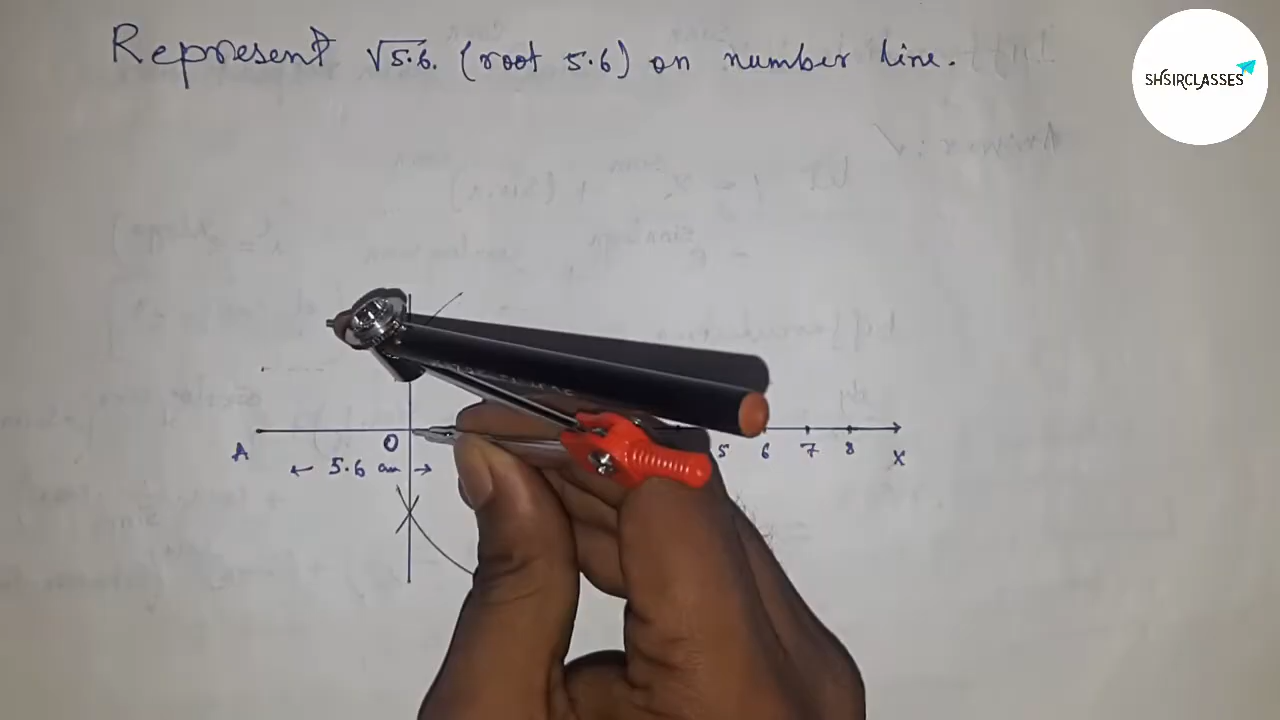 Represent √5.6. (root 5.6) on number line.
SHSIRCLASSES
A O 5 6 7 8 X
← 5.6 cm →